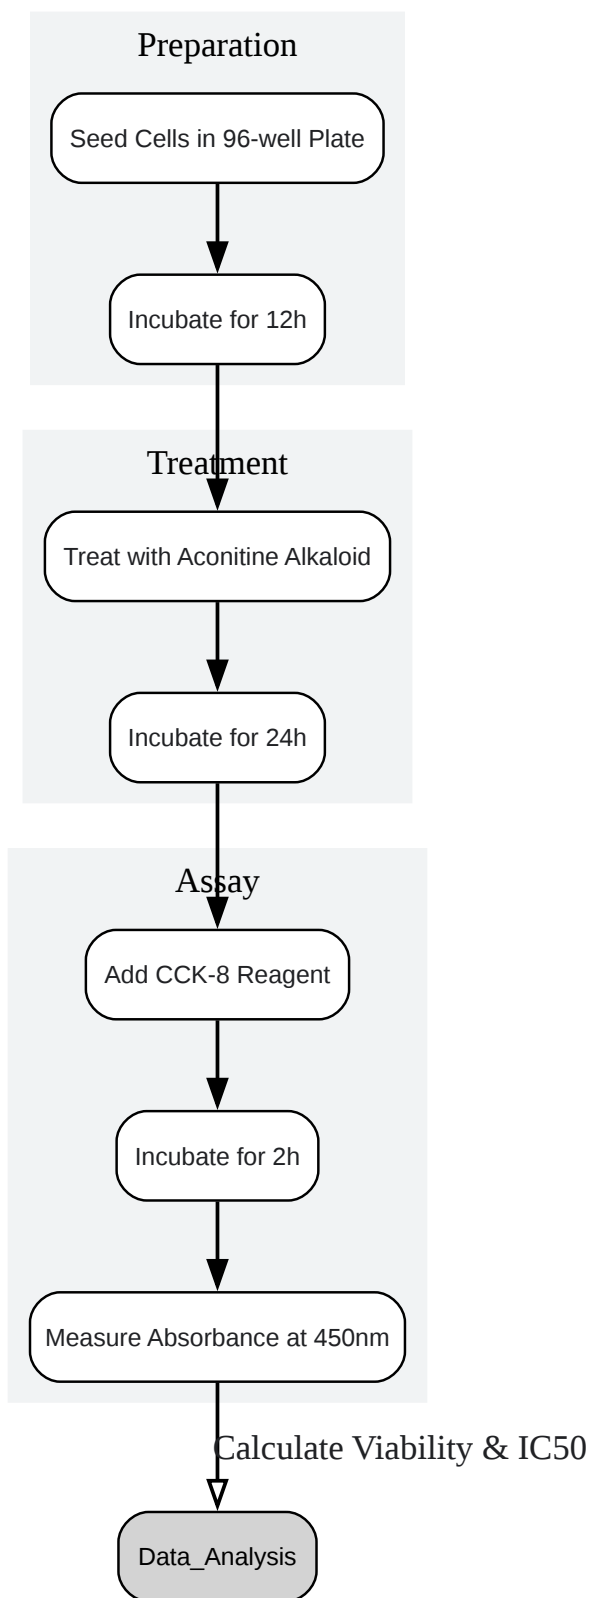 Preparation
Seed Cells in 96-well Plate
Incubate for 12h
Treatment
Treat with Aconitine Alkaloid
Incubate for 24h
Assay
Add CCK-8 Reagent
Incubate for 2h
Measure Absorbance at 450nm
Calculate Viability & IC50
Data_Analysis